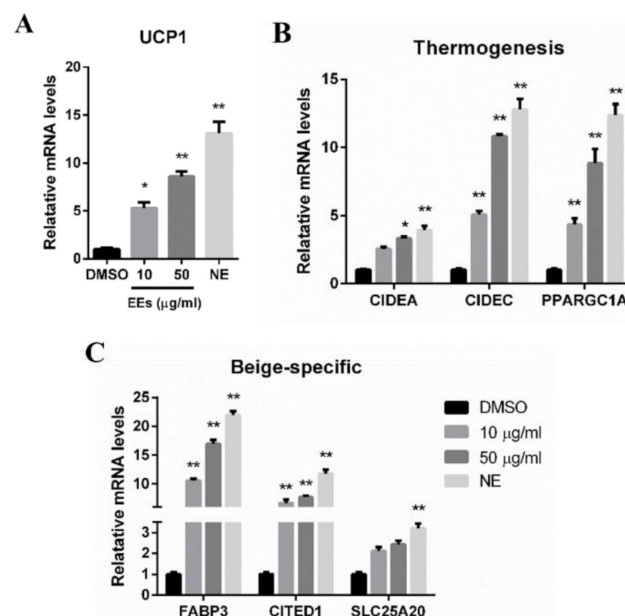 A
UCP1
Relatative mRNA levels
20
15
10
5
0
*
**
**
DMSO 10 50 NE
EEs (μg/ml)
B
Thermogenesis
Relatative mRNA levels
15
10
5
0
* **
** ** **
** ** **
CIDEA CIDEC PPARGC1A
C
Beige-specific
Relatative mRNA levels
25
20
15
10
3
2
1
0
** ** **
** ** **
**
FABP3 CITED1 SLC25A20
DMSO
10 μg/ml
50 μg/ml
NE